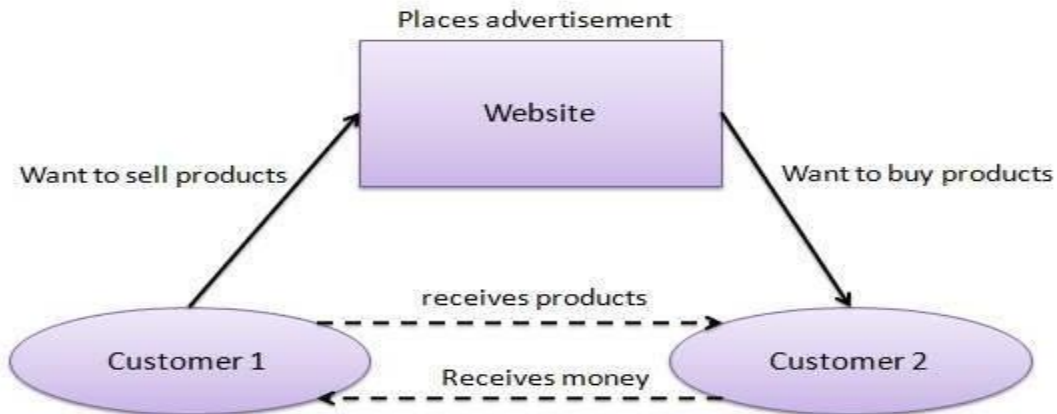 Places advertisement
Website
Want to sell products
Want to buy products
receives products
Customer 1
Customer 2
Receives money